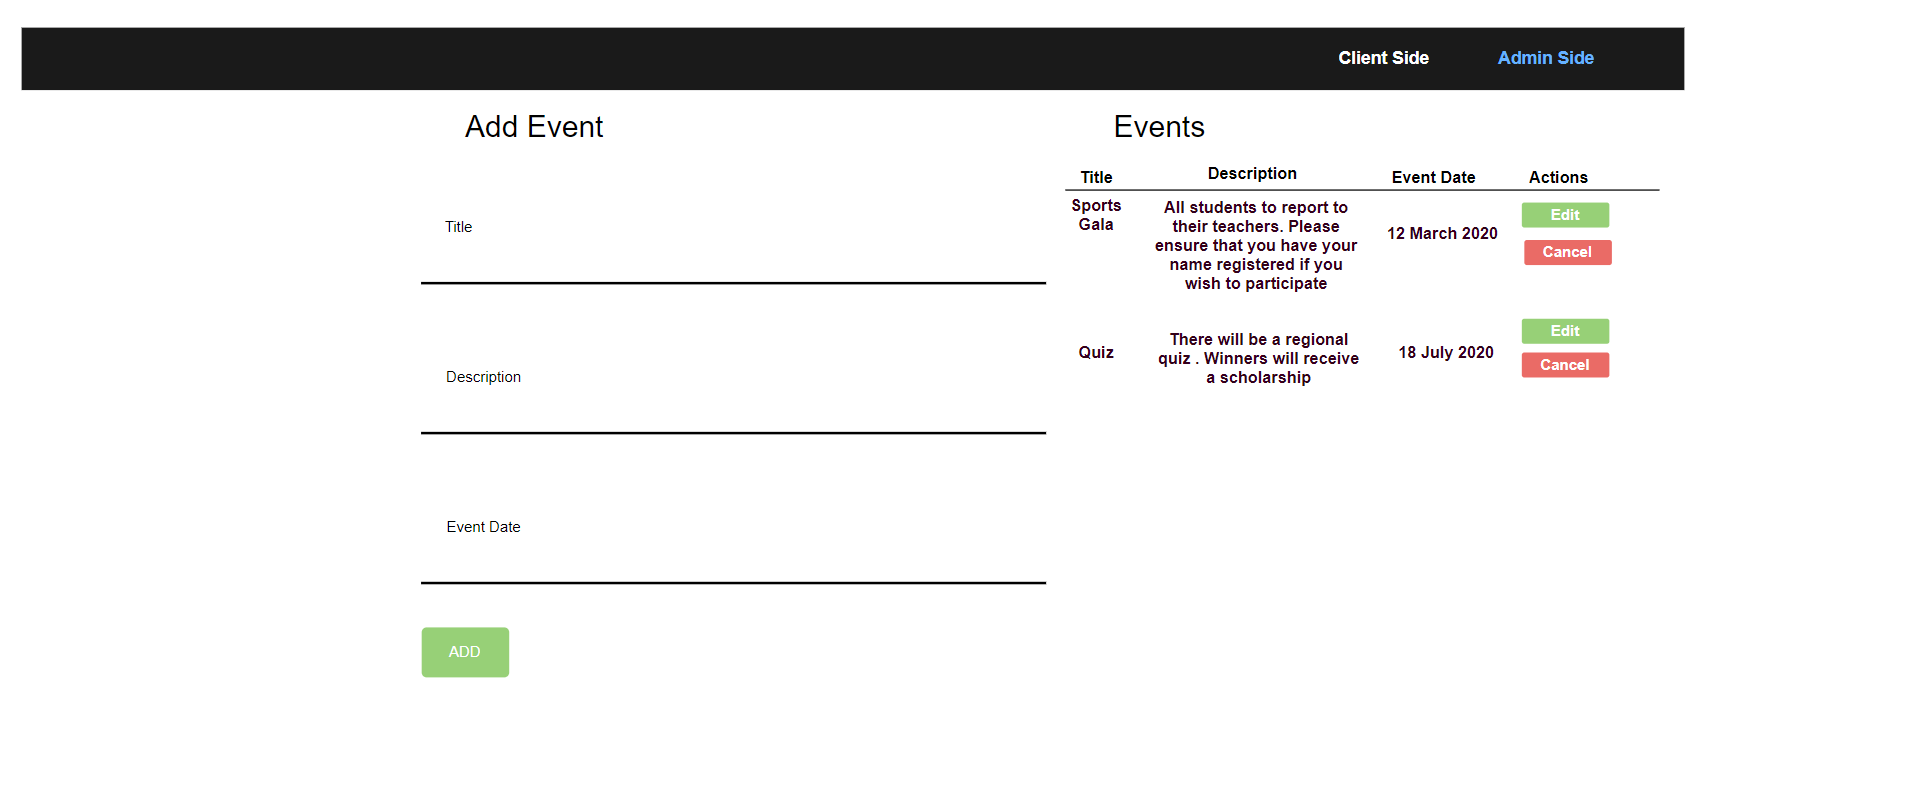 Client Side
Admin Side
Add Event
Title
Description
Event Date
ADD
Events
Title
Description
Event Date
Actions
Sports
Gala
All students to report to
their teachers. Please
ensure that you have your
name registered if you
wish to participate
12 March 2020
Edit
Cancel
Quiz
There will be a regional
quiz . Winners will receive
a scholarship
18 July 2020
Edit
Cancel